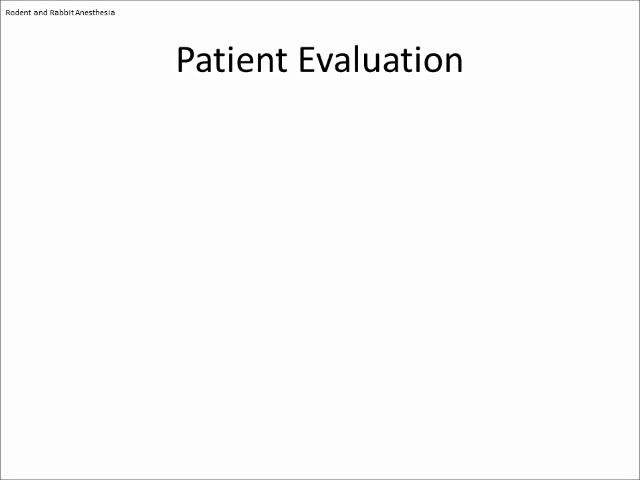 Rodent and Rabbit Anesthesia
Patient Evaluation